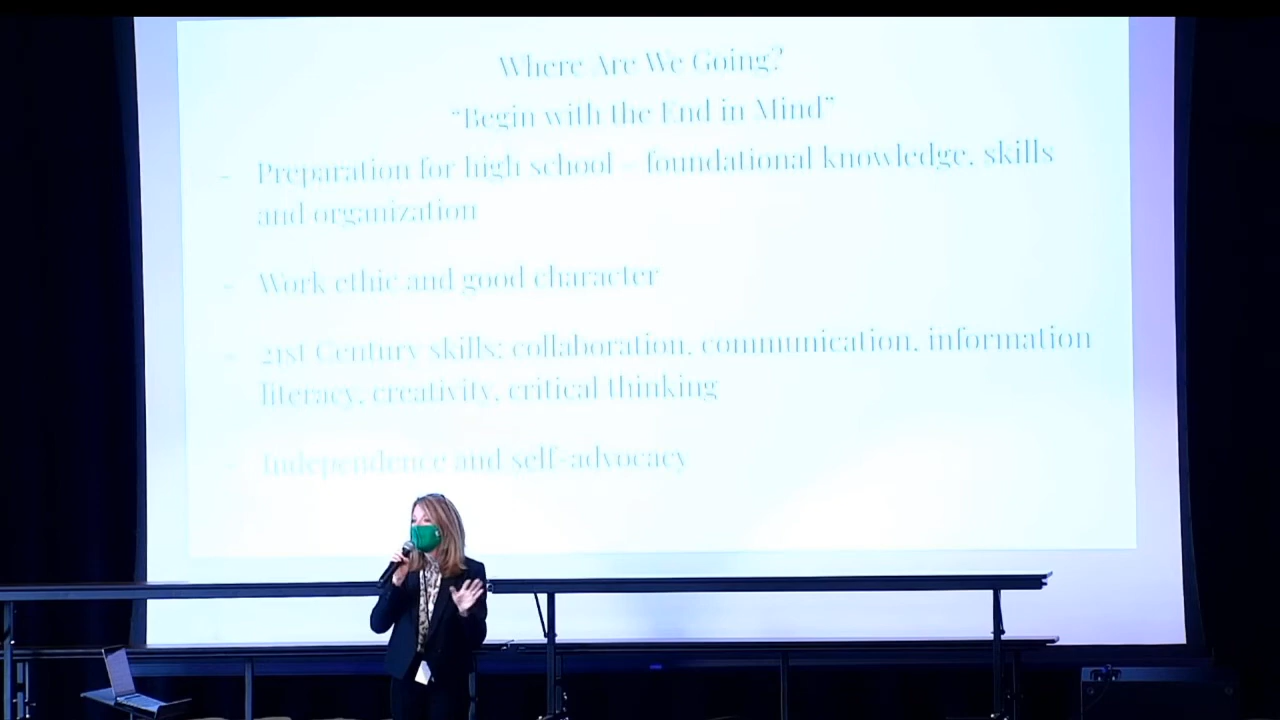 Where Are We Going?
“Begin with the End in Mind”
- Preparation for high school – foundational knowledge, skills
and organization
- Work ethic and good character
- 21st Century skills; collaboration, communication, information
literacy, creativity, critical thinking
- Independence and self-advocacy